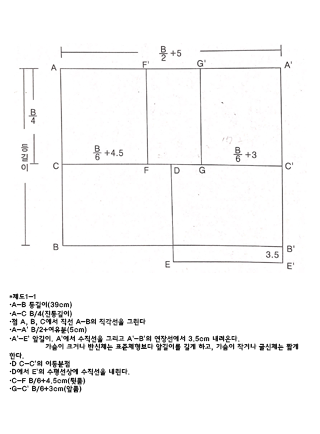 B/2 +5
A
F'
G'
A'
B/4
등길이
B/6 +4.5
B/6 +3
C
F
D
G
C'
B
B'
3.5
E
E'
*제도1-1
·A-B 등길이(39cm)
·A-C B/4(진동깊이)
·점 A, B, C에서 직선 A-B의 직각선을 그린다
·A-A' B/2+여유분(5cm)
·A'-E' 앞길이, A'에서 수직선을 그리고 A'-B'의 연장선에서 3.5cm 내려온다.
가슴이 크거나 반신체는 표준체형보다 앞길이를 길게 하고, 가슴이 작거나 굴신체는 짧게
한다.
·D C-C'의 이등분점
·D에서 E'의 수평선상에 수직선을 내린다.
·C-F B/6+4.5cm(뒷품)
·G-C' B/6+3cm(앞품)